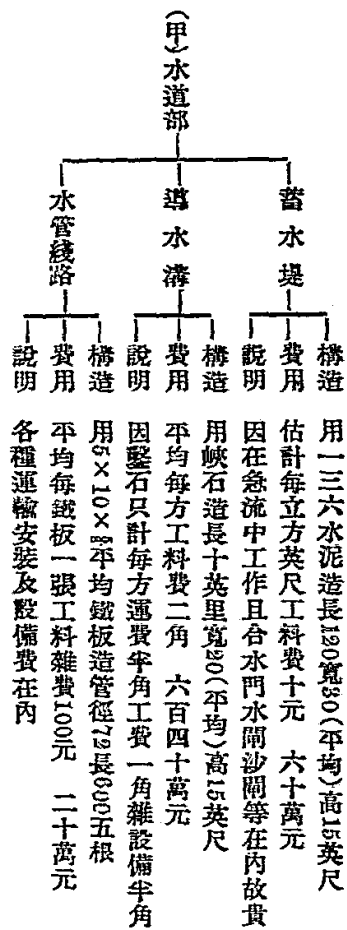 (甲)水道部
蓄水堤
構造　用一三六水泥造長120寬30(平均)高15英尺
費用　估計每立方英尺工料費十元　六十萬元
說明　因在急流中工作且合水門水閘沙閘等在內故貴
導水溝
構造　用峽石造長十英里寬20(平均)高15英尺
費用　平均每方工料費二角　六百四十萬元
說明　因鑿石只計每方運費半角工費一角雜設備半角
水管綫路
構造　用5×10×平均鐵板造管徑72長600五根
費用　平均每鐵板一張工料雜費100元　二十萬元
說明　各種運輸安裝及設備費在內